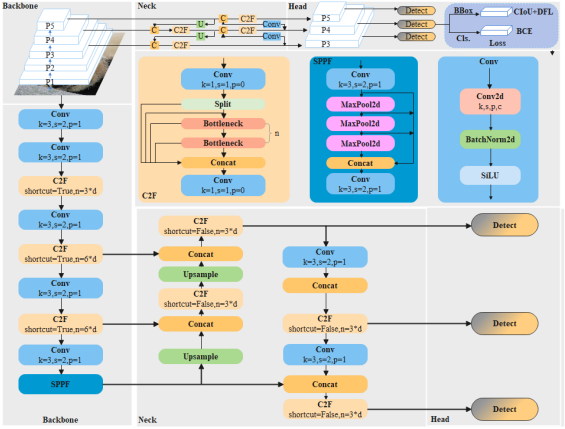 Backbone
Neck
Head
P5
P4
P3
P2
P1
C
C2F
U
C
C2F
Conv
C
C2F
U
C
C2F
Conv
C
C2F
P5
P4
P3
Detect
Detect
Detect
BBox
CIoU+DFL
Cls.
BCE
Loss
Conv
k=3,s=2,p=1
Conv
k=3,s=2,p=1
C2F
shortcut=True,n=3*d
Conv
k=3,s=2,p=1
C2F
shortcut=True,n=6*d
Conv
k=3,s=2,p=1
C2F
shortcut=True,n=6*d
Conv
k=3,s=2,p=1
SPPF
Backbone
Conv
k=1,s=1,p=0
Split
Bottleneck
n
Bottleneck
Concat
Conv
k=1,s=1,p=0
C2F
SPPF
Conv
k=3,s=2,p=1
MaxPool2d
MaxPool2d
MaxPool2d
Concat
Conv
k=3,s=2,p=1
Conv
Conv2d
k,s,p,c
BatchNorm2d
SiLU
C2F
shortcut=False,n=3*d
Concat
Upsample
C2F
shortcut=False,n=3*d
Concat
Upsample
Conv
k=3,s=2,p=1
Concat
C2F
shortcut=False,n=3*d
Conv
k=3,s=2,p=1
Concat
C2F
shortcut=False,n=3*d
Neck
Detect
Detect
Detect
Head